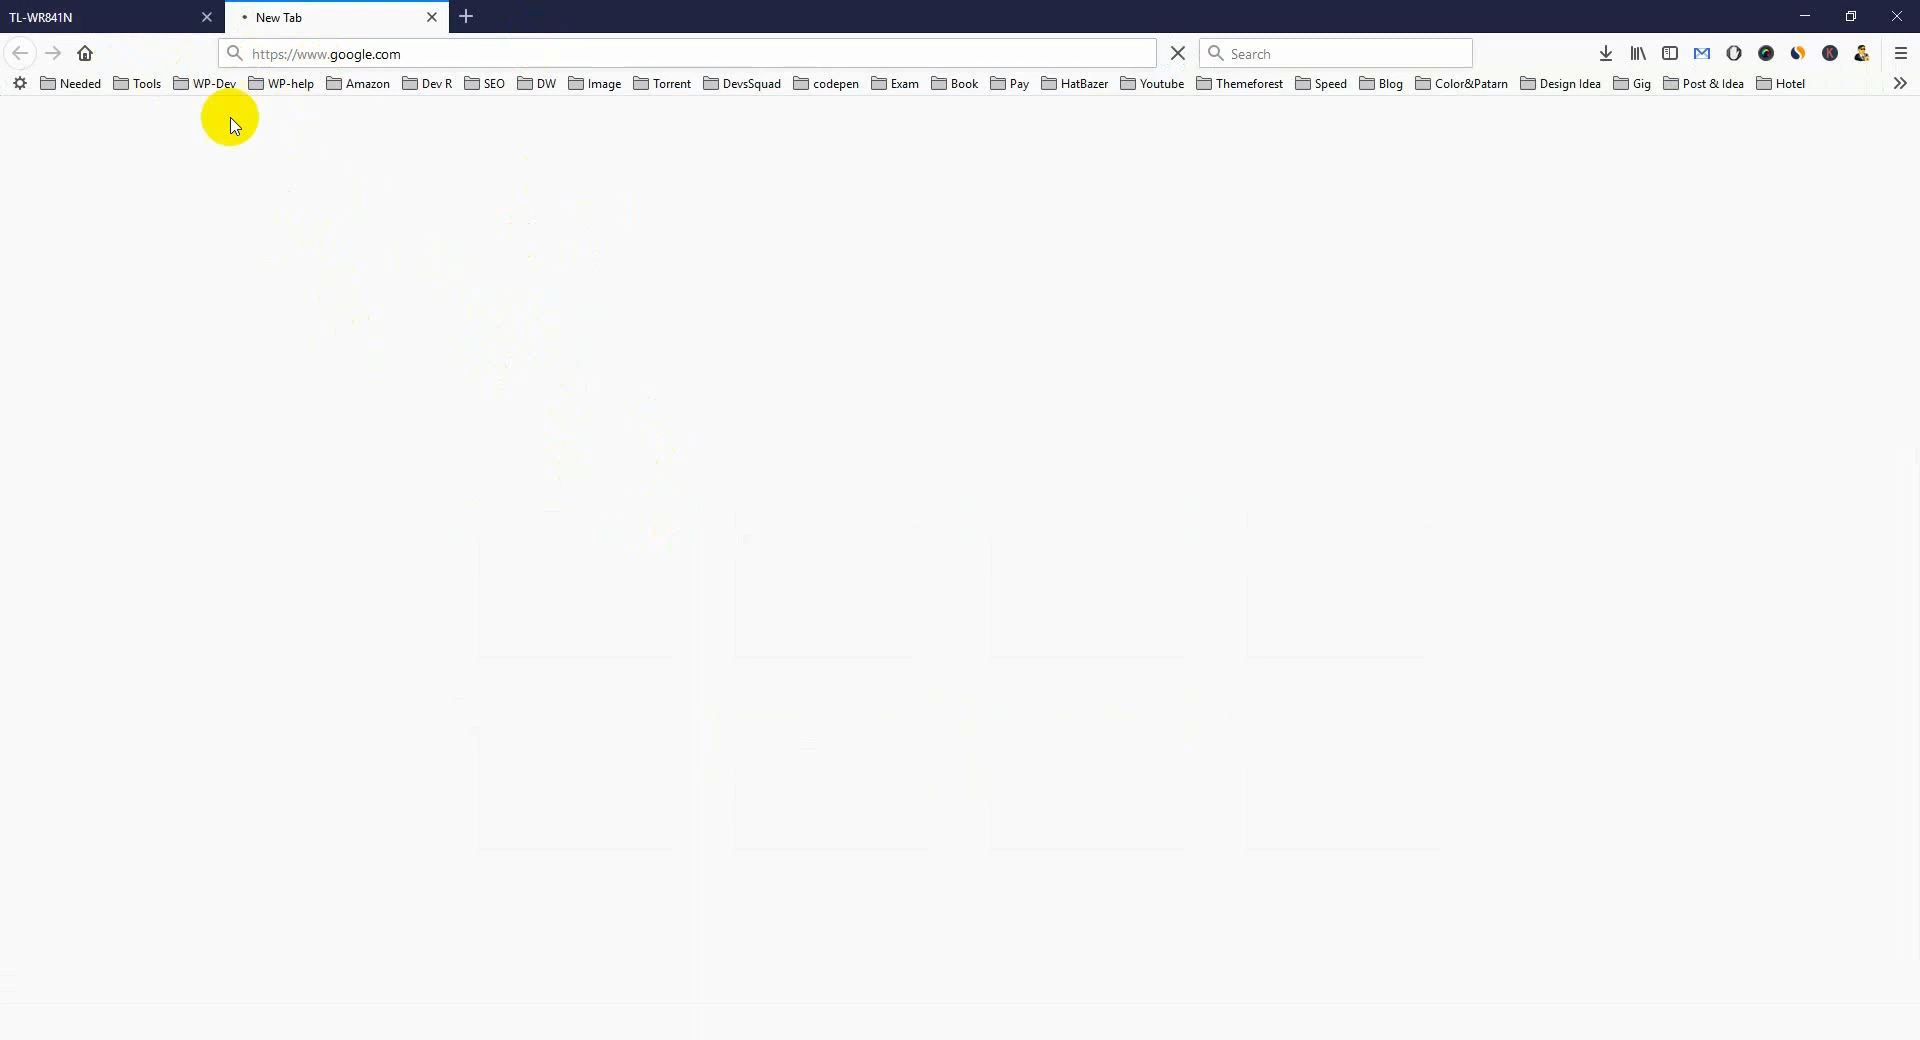 TL-WR841N
New Tab
https://www.google.com
Search
Needed Tools WP-Dev WP-help Amazon Dev R SEO DW Image Torrent DevsSquad codepen Exam Book Pay HatBazer Youtube Themeforest Speed Blog Color&Patarn Design Idea Gig Post & Idea Hotel